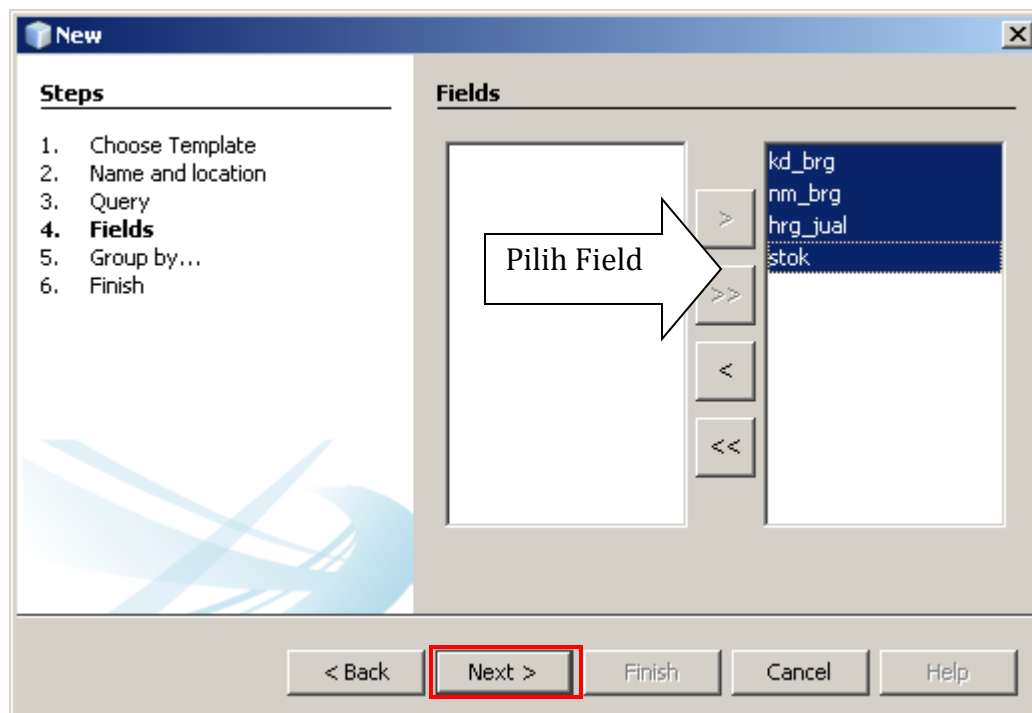 New
Steps
1. Choose Template
2. Name and location
3. Query
4. Fields
5. Group by...
6. Finish
Fields
Pilih Field
>
>>
<
<<
kd_brg
nm_brg
hrg_jual
stok
< Back Next > Finish Cancel Help